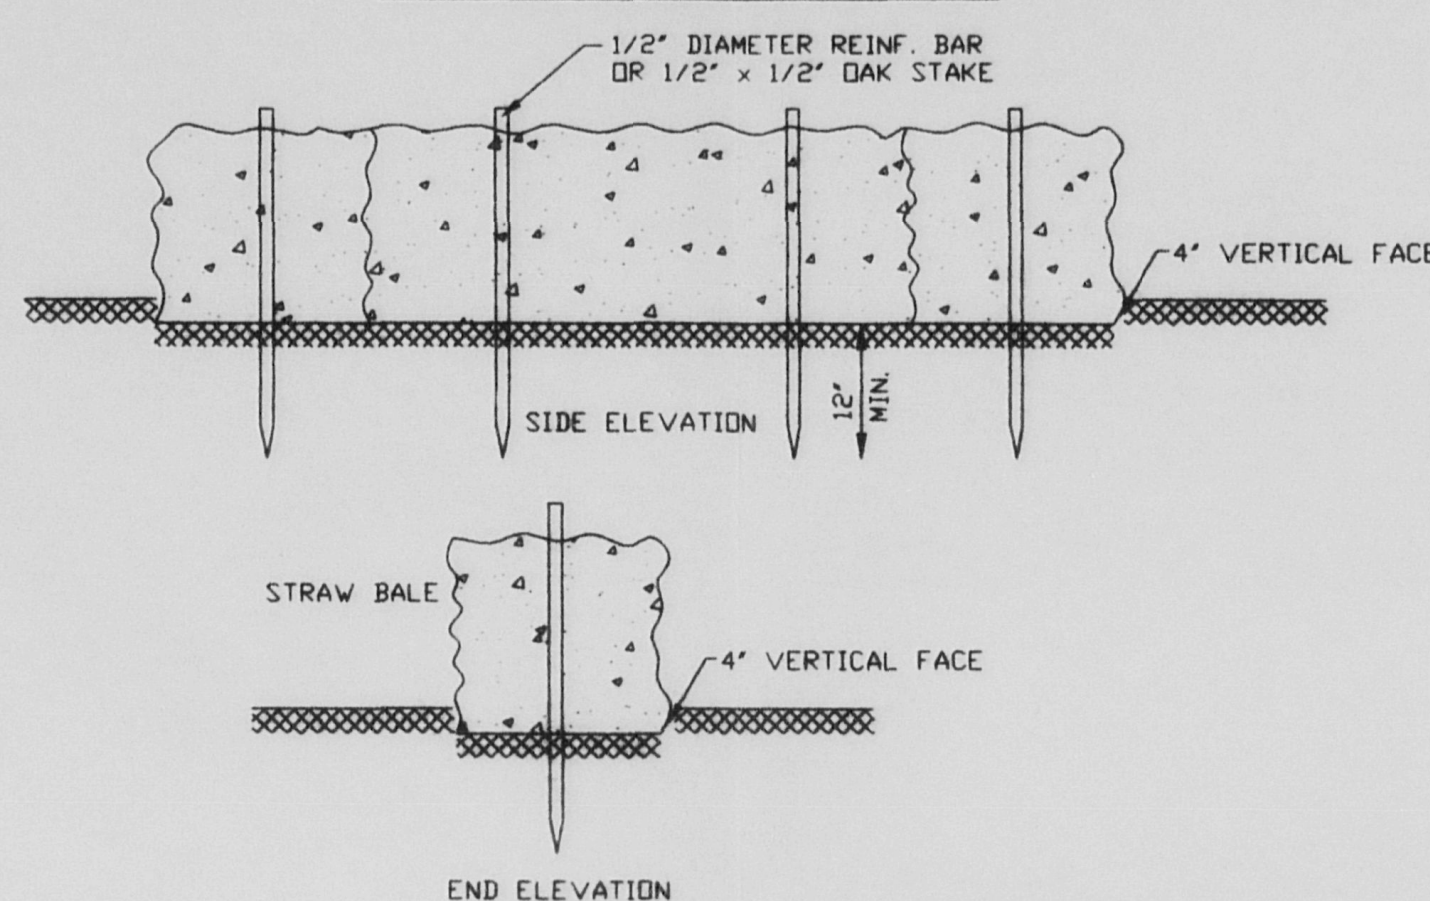 1/2" DIAMETER REINF. BAR
OR 1/2" x 1/2" OAK STAKE
4" VERTICAL FACE
12"
MIN.
SIDE ELEVATION
STRAW BALE
4" VERTICAL FACE
END ELEVATION